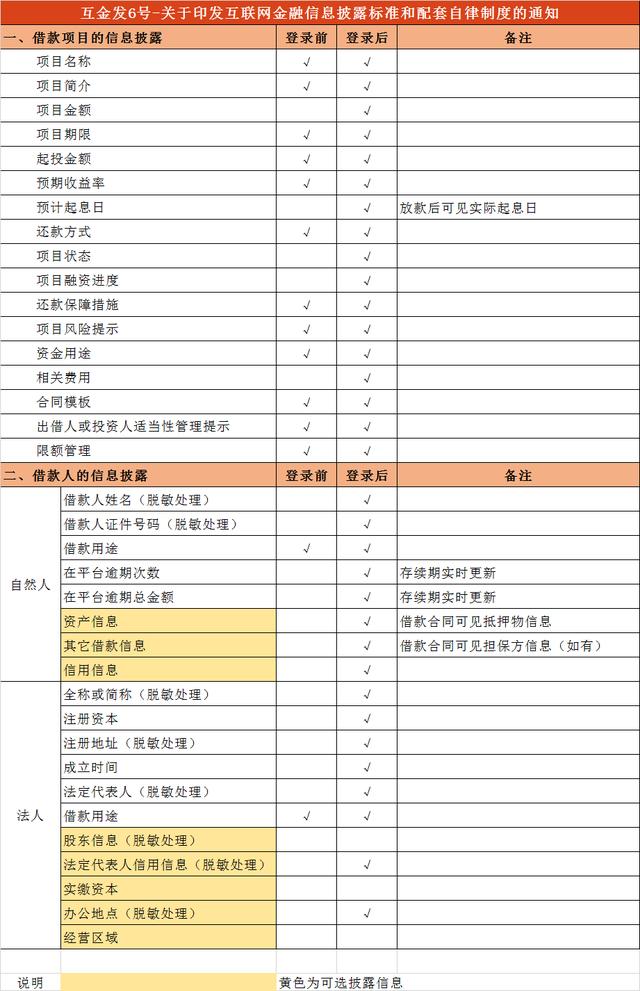 互金发6号-关于印发互联网金融信息披露标准和配套自律制度的通知
一、借款项目的信息披露 登录前 登录后 备注
项目名称 √ √
项目简介 √ √
项目金额 √
项目期限 √ √
起投金额 √ √
预期收益率 √ √
预计起息日 √ 放款后可见实际起息日
还款方式 √ √
项目状态 √
项目融资进度 √
还款保障措施 √ √
项目风险提示 √ √
资金用途 √ √
相关费用 √
合同模板 √ √
出借人或投资人适当性管理提示 √ √
限额管理 √ √
二、借款人的信息披露 登录前 登录后 备注
自然人
借款人姓名（脱敏处理） √
借款人证件号码（脱敏处理） √
借款用途 √ √
在平台逾期次数 √ 存续期实时更新
在平台逾期总金额 √ 存续期实时更新
资产信息 √ 借款合同可见抵押物信息
其它借款信息 √ 借款合同可见担保方信息（如有）
信用信息 √
法人
全称或简称（脱敏处理） √
注册资本 √
注册地址（脱敏处理） √
成立时间 √
法定代表人（脱敏处理） √
借款用途 √ √
股东信息（脱敏处理）
法定代表人信用信息（脱敏处理） √
实缴资本
办公地点（脱敏处理） √
经营区域
说明 黄色为可选披露信息